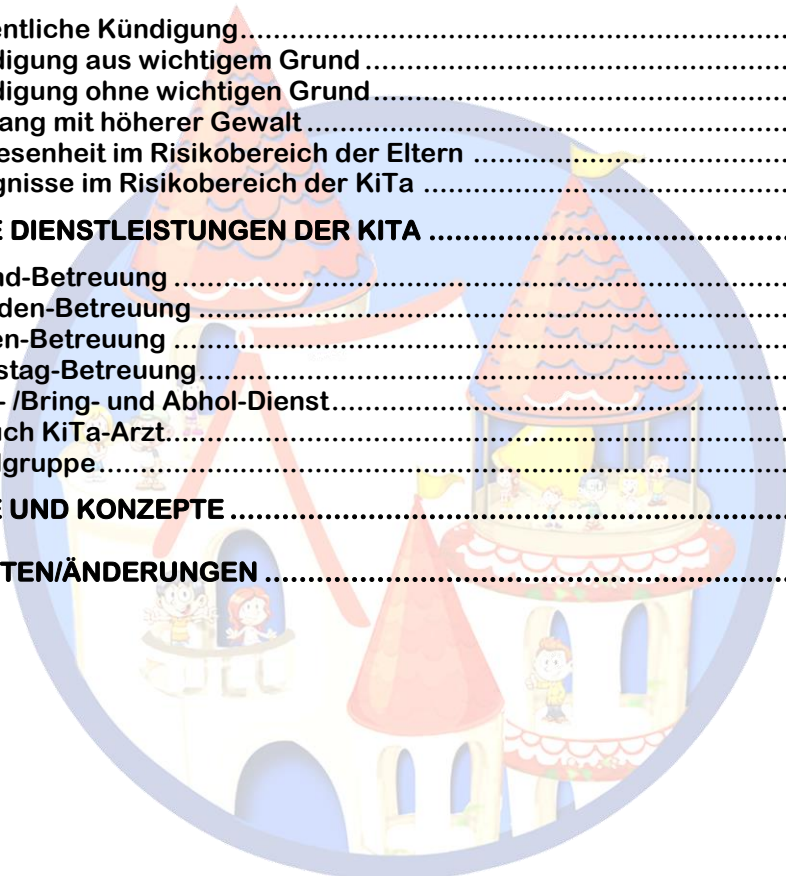 entliche Kündigung......................................................................................
digung aus wichtigem Grund..................................................................
digung ohne wichtigen Grund.................................................................
ang mit höherer Gewalt............................................................................
esenheit im Risikobereich der Eltern ..................................................
gnisse im Risikobereich der KiTa ..........................................................
E DIENSTLEISTUNGEN DER KITA ......................................................
nd-Betreuung ..............................................................................................
den-Betreuung............................................................................................
en-Betreuung ..............................................................................................
stag-Betreuung...........................................................................................
- /Bring- und Abhol-Dienst.......................................................................
uch KiTa-Arzt...............................................................................................
lgruppe..........................................................................................................
E UND KONZEPTE ...................................................................................
TEN/ÄNDERUNGEN ..............................................................................